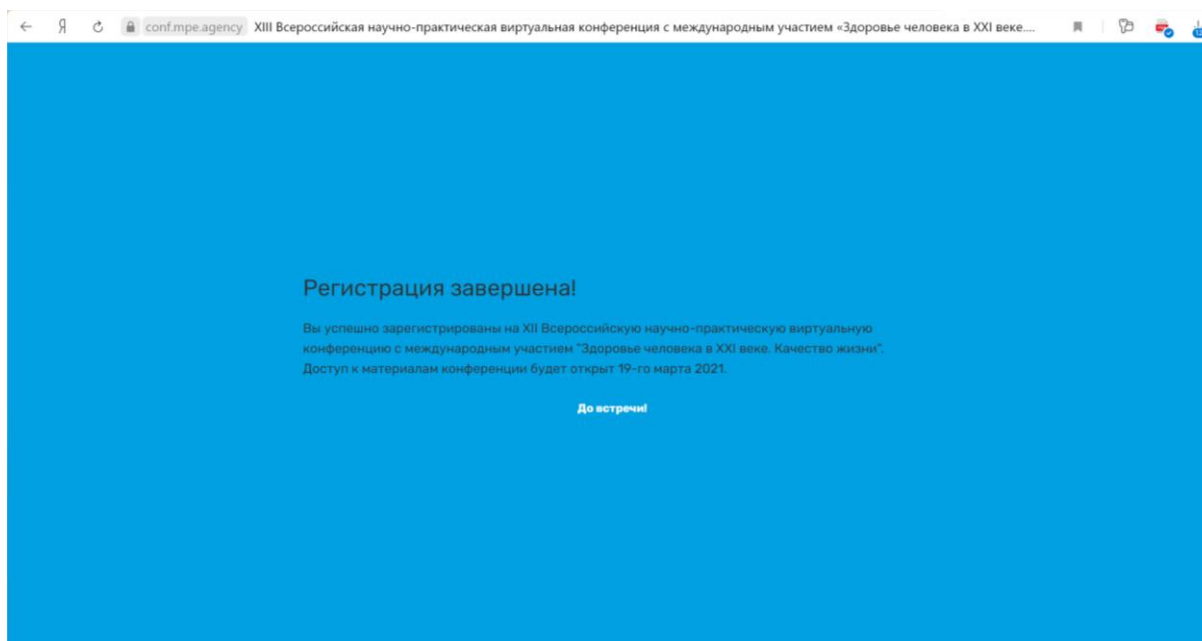 conf.mpe.agency XIII Всероссийская научно-практическая виртуальная конференция с международным участием «Здоровье человека в XXI веке....
Регистрация завершена!
Вы успешно зарегистрированы на XII Всероссийскую научно-практическую виртуальную
конференцию с международным участием "Здоровье человека в XXI веке. Качество жизни".
Доступ к материалам конференции будет открыт 19-го марта 2021.
До встречи!